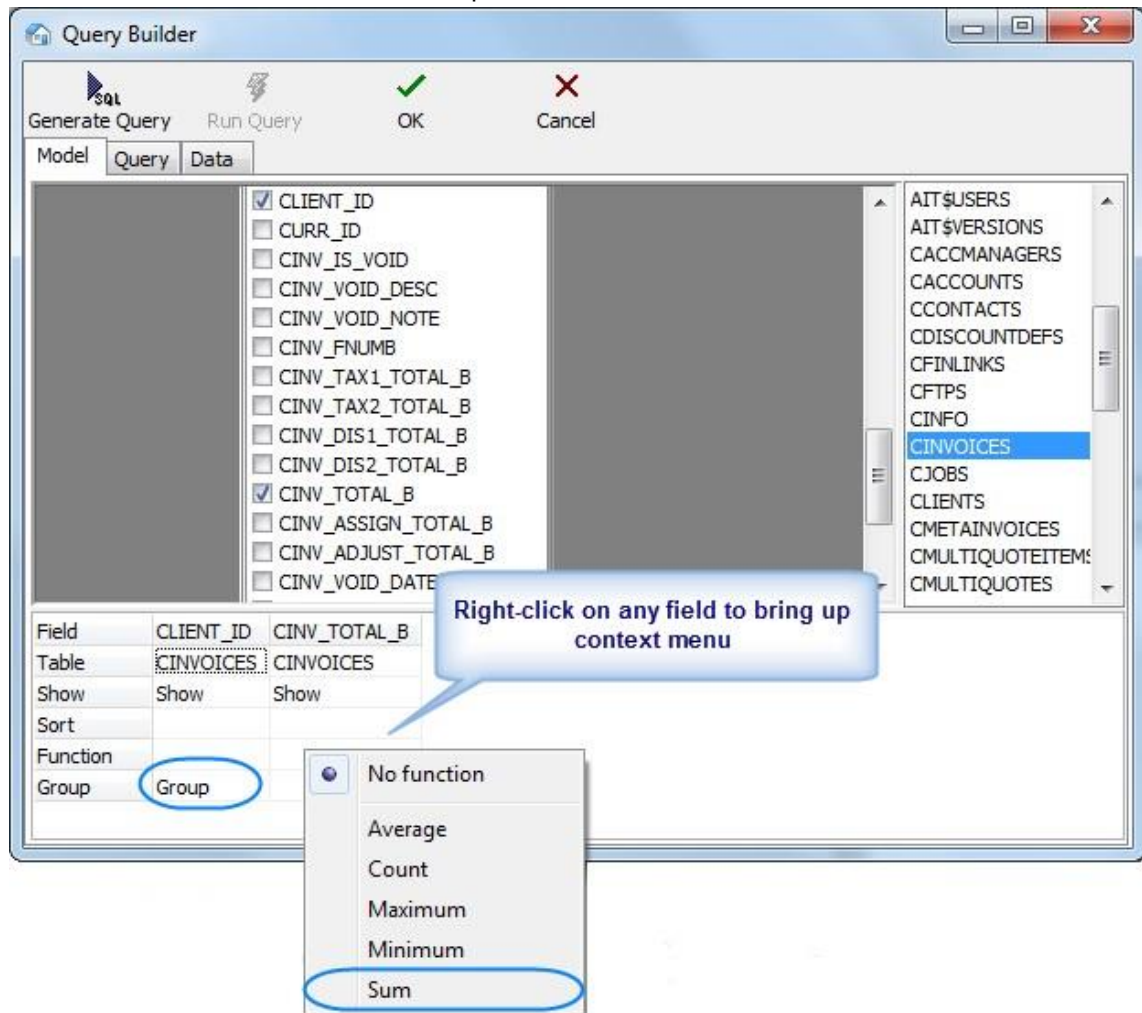 Query Builder
SQL
Generate Query Run Query OK Cancel
Model Query Data
CLIENT_ID
CURR_ID
CINV_IS_VOID
CINV_VOID_DESC
CINV_VOID_NOTE
CINV_FNUMB
CINV_TAX1_TOTAL_B
CINV_TAX2_TOTAL_B
CINV_DIS1_TOTAL_B
CINV_DIS2_TOTAL_B
CINV_TOTAL_B
CINV_ASSIGN_TOTAL_B
CINV_ADJUST_TOTAL_B
CINV_VOID_DATE
AIT$USERS
AIT$VERSIONS
CACCMANAGERS
CACCOUNTS
CCONTACTS
CDISCOUNTDEFS
CFINLINKS
CFTPS
CINFO
CINVOICES
CJOBS
CLIENTS
CMETAINVOICES
CMULTIQUOTEITEMS
CMULTIQUOTES
Right-click on any field to bring up
context menu
Field CLIENT_ID CINV_TOTAL_B
Table CINVOICES CINVOICES
Show Show Show
Sort
Function
Group Group
No function
Average
Count
Maximum
Minimum
Sum